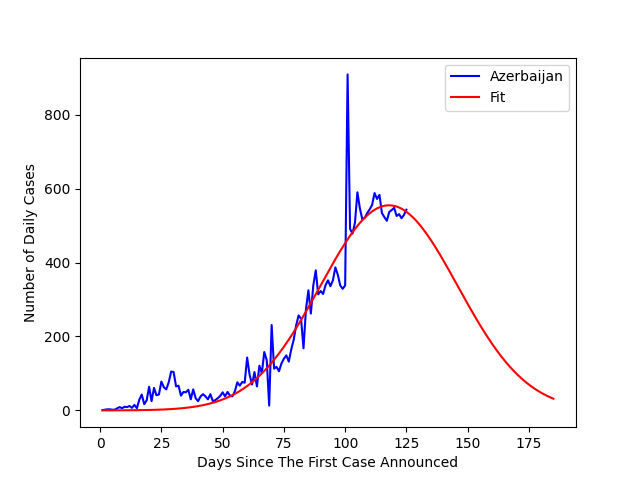 Azerbaijan
Fit
800
600
400
200
0
Number of Daily Cases
0 25 50 75 100 125 150 175
Days Since The First Case Announced